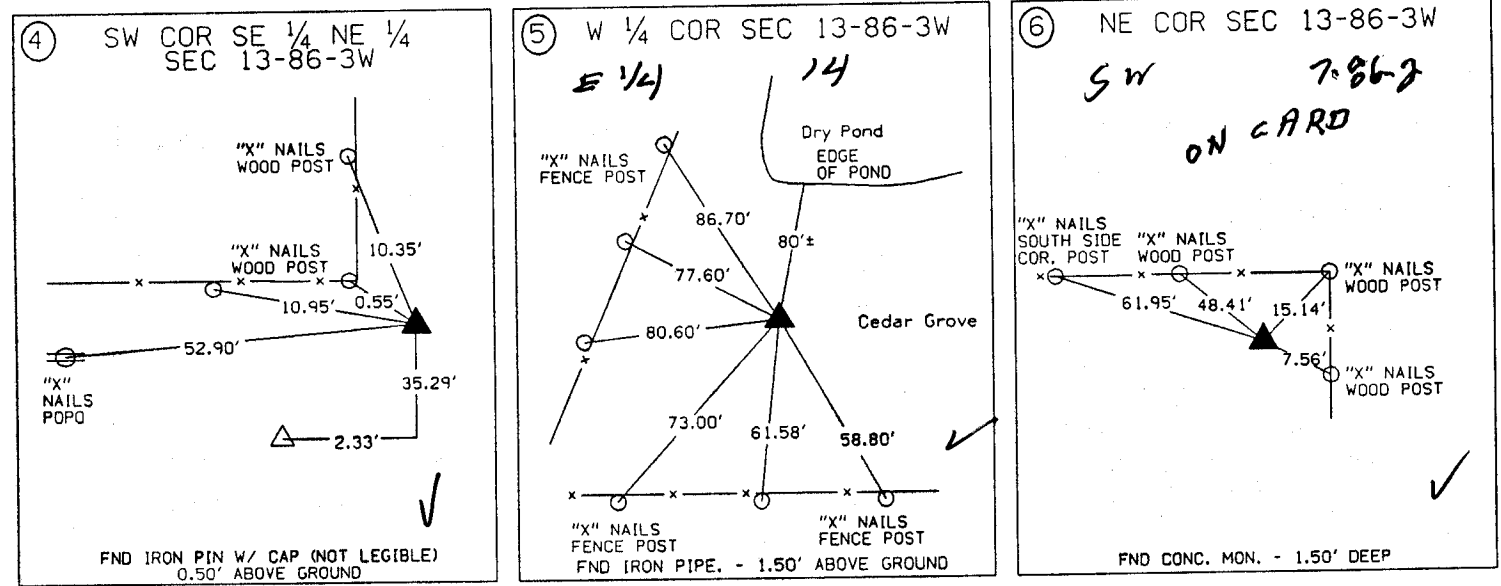 4
SW COR SE 1/4 NE 1/4
SEC 13-86-3W
"X" NAILS
WOOD POST
10.35'
"X" NAILS
WOOD POST
10.95'
0.55'
52.90'
"X"
NAILS
POPO
35.29'
2.33'
FND IRON PIN W/ CAP (NOT LEGIBLE)
0.50' ABOVE GROUND
5
W 1/4 COR SEC 13-86-3W
E 1/4 14
Dry Pond
EDGE
OF POND
"X" NAILS
FENCE POST
86.70'
80'±
77.60'
80.60'
Cedar Grove
73.00'
61.58'
58.80'
"X" NAILS
FENCE POST
"X" NAILS
FENCE POST
FND IRON PIPE. - 1.50' ABOVE GROUND
6
NE COR SEC 13-86-3W
SW 7-86-2
ON CARD
"X" NAILS
SOUTH SIDE
COR. POST
"X" NAILS
WOOD POST
"X" NAILS
WOOD POST
61.95'
48.41'
15.14'
7.56'
"X" NAILS
WOOD POST
FND CONC. MON. - 1.50' DEEP